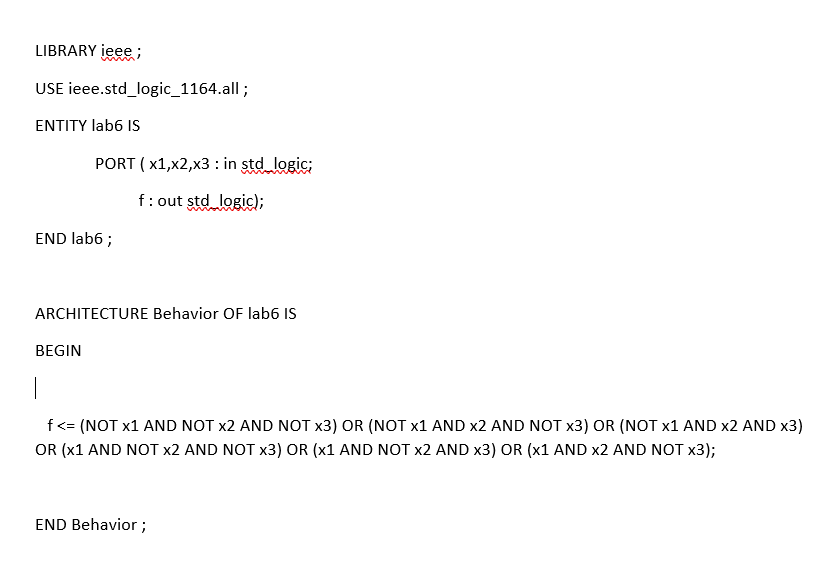 LIBRARY ieee ;
USE ieee.std_logic_1164.all ;
ENTITY lab6 IS
PORT ( x1,x2,x3 : in std_logic;
f : out std_logic);
END lab6 ;
ARCHITECTURE Behavior OF lab6 IS
BEGIN
f <= (NOT x1 AND NOT x2 AND NOT x3) OR (NOT x1 AND x2 AND NOT x3) OR (NOT x1 AND x2 AND x3)
OR (x1 AND NOT x2 AND NOT x3) OR (x1 AND NOT x2 AND x3) OR (x1 AND x2 AND NOT x3);
END Behavior ;